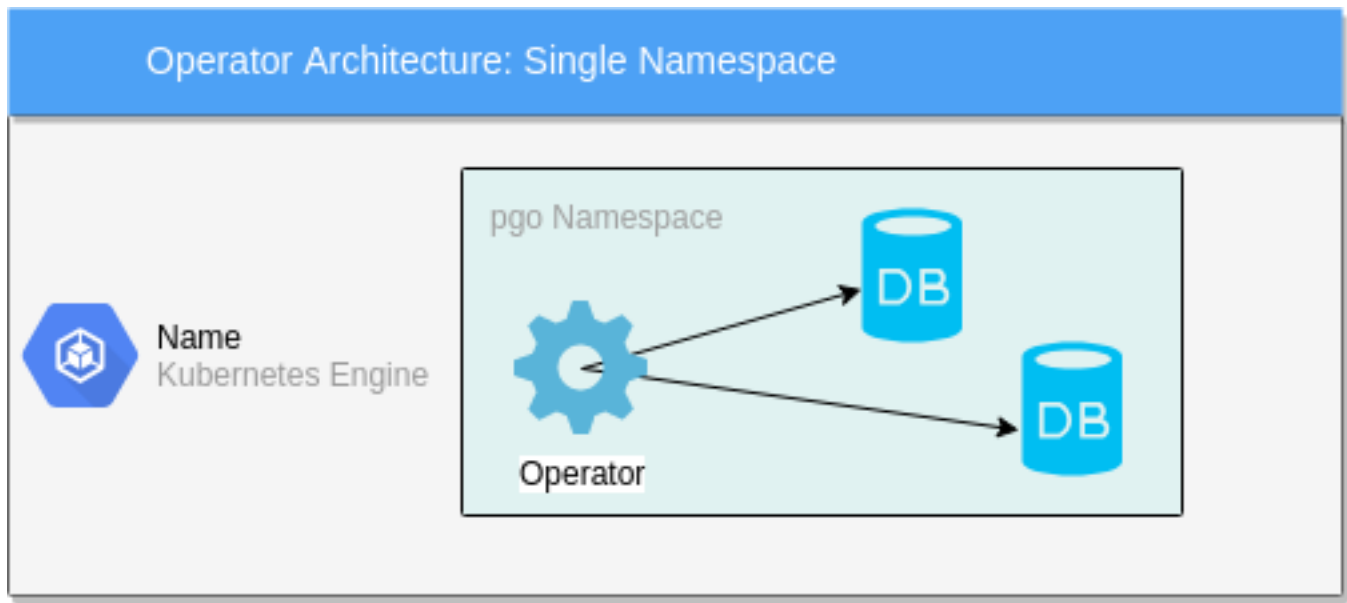 Operator Architecture: Single Namespace
pgo Namespace
DB
Name
Kubernetes Engine
DB
Operator